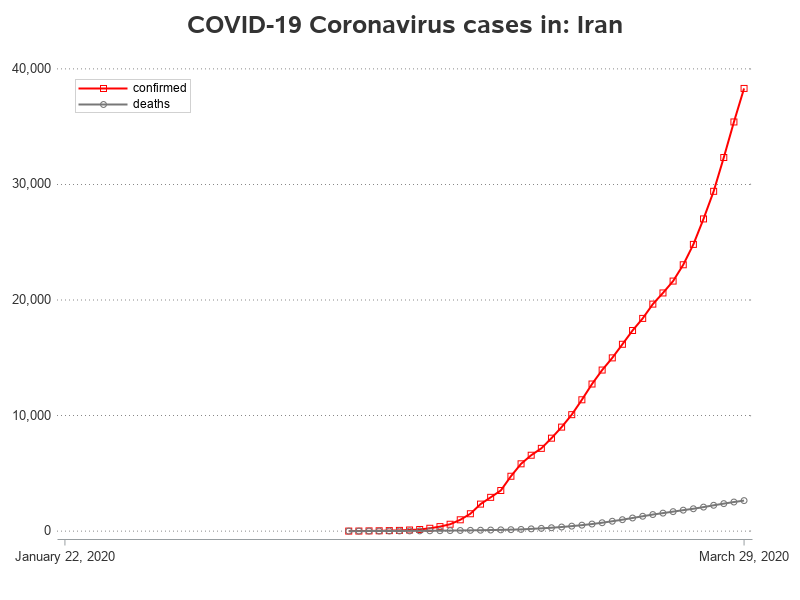 COVID-19 Coronavirus cases in: Iran
40,000
confirmed
deaths
30,000
20,000
10,000
0
January 22, 2020
March 29, 2020